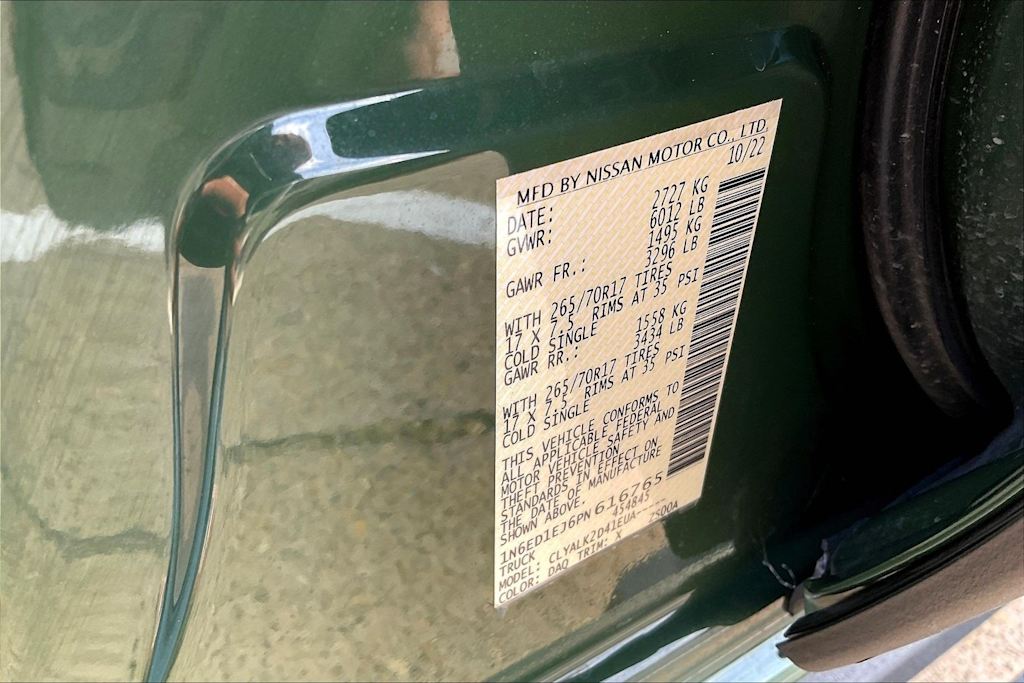 MFD BY NISSAN MOTOR CO., LTD.
DATE: 10/22
GVWR: 2727 KG
6012 LB
GAWR FR.: 1495 KG
3296 LB
WITH 265/70R17 TIRES
17 X 7.5 RIMS AT 35 PSI
COLD SINGLE
GAWR RR.: 1558 KG
3434 LB
WITH 265/70R17 TIRES
17 X 7.5 RIMS AT 35 PSI
COLD SINGLE
THIS VEHICLE CONFORMS TO
ALL APPLICABLE FEDERAL
MOTOR VEHICLE SAFETY AND
THEFT PREVENTION
STANDARDS IN EFFECT ON
THE DATE OF MANUFACTURE
SHOWN ABOVE.
1N6ED1EJ6PN616765
TRUCK 454845
MODEL: CLYALK2D41EUA----
COLOR: DAQ TRIM: X 2S00A